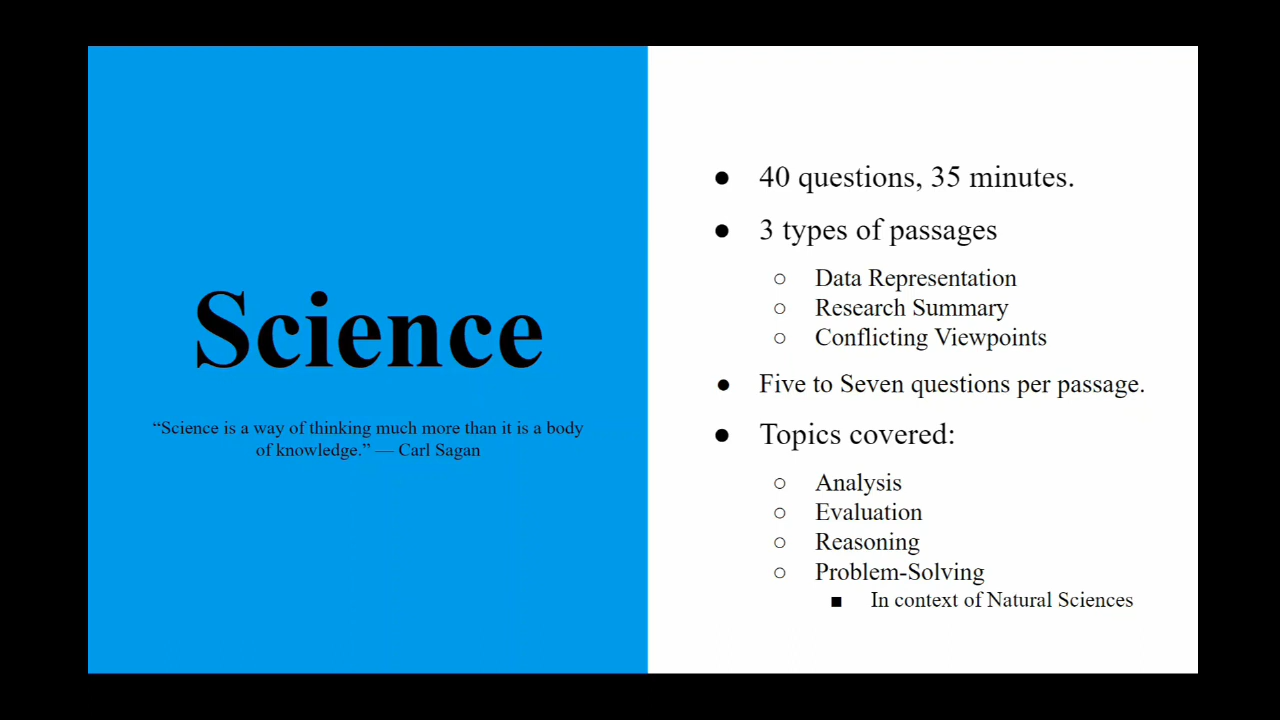 Science
“Science is a way of thinking much more than it is a body
of knowledge.” — Carl Sagan
● 40 questions, 35 minutes.
● 3 types of passages
○ Data Representation
○ Research Summary
○ Conflicting Viewpoints
● Five to Seven questions per passage.
● Topics covered:
○ Analysis
○ Evaluation
○ Reasoning
○ Problem-Solving
■ In context of Natural Sciences